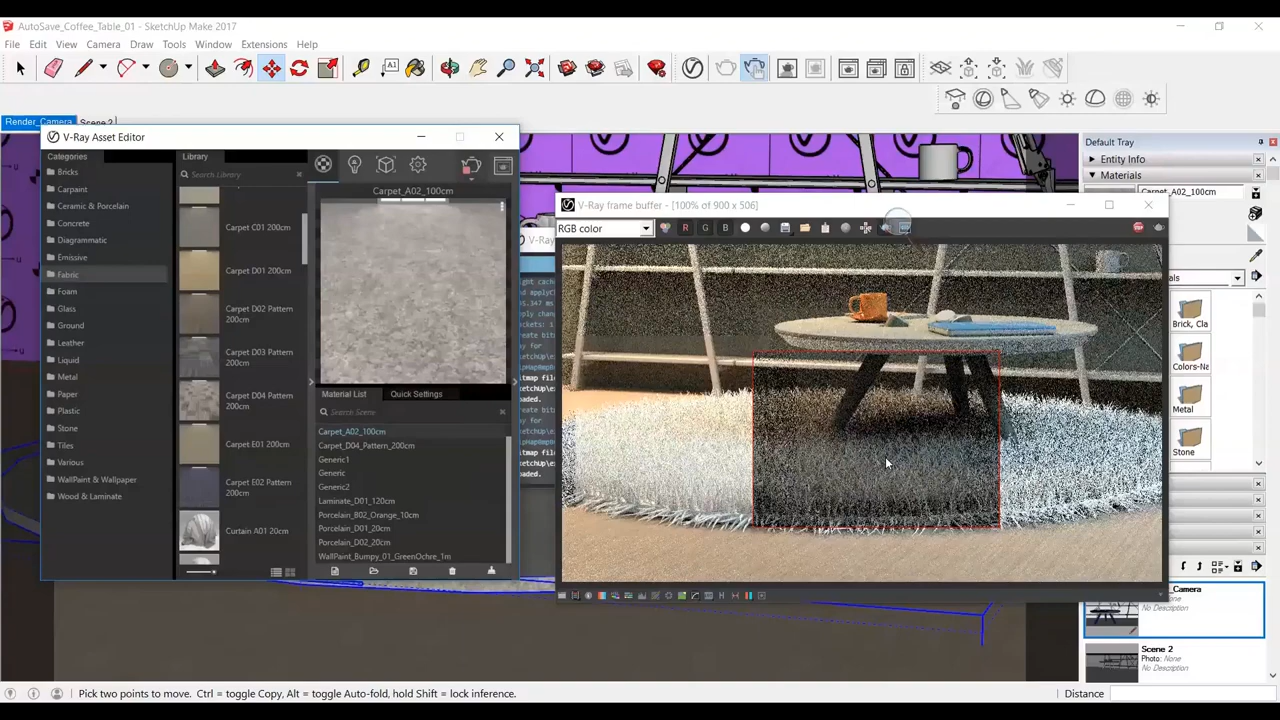 AutoSave_Coffee_Table_01 - SketchUp Make 2017
File Edit View Camera Draw Tools Window Extensions Help
Render_Camera Scene 2
V-Ray Asset Editor
Categories
Bricks
Carpaint
Ceramic & Porcelain
Concrete
Diagrammatic
Emissive
Fabric
Foam
Glass
Ground
Leather
Liquid
Metal
Paper
Plastic
Stone
Tiles
Various
WallPaint & Wallpaper
Wood & Laminate
Library
Search Library
Carpet C01 200cm
Carpet D01 200cm
Carpet D02 Pattern
200cm
Carpet D03 Pattern
200cm
Carpet D04 Pattern
200cm
Carpet E01 200cm
Carpet E02 Pattern
200cm
Curtain A01 20cm
Carpet_A02_100cm
Material List Quick Settings
Search Scene
Carpet_A02_100cm
Carpet_D04_Pattern_200cm
Generic1
Generic
Generic2
Laminate_D01_120cm
Porcelain_B02_Orange_10cm
Porcelain_D01_20cm
Porcelain_D02_20cm
WallPaint_Bumpy_01_GreenOchre_1m
V-Ray
V-Ray frame buffer - [100% of 900 x 506]
RGB color
R G B
Default Tray
Entity Info
Materials
Carpet_A02_100cm
Brick, Cla
Colors-Na
Metal
Stone
_Camera
None
No Description
Scene 2
Photo: None
No Description
Pick two points to move. Ctrl = toggle Copy, Alt = toggle Auto-fold, hold Shift = lock inference.
Distance